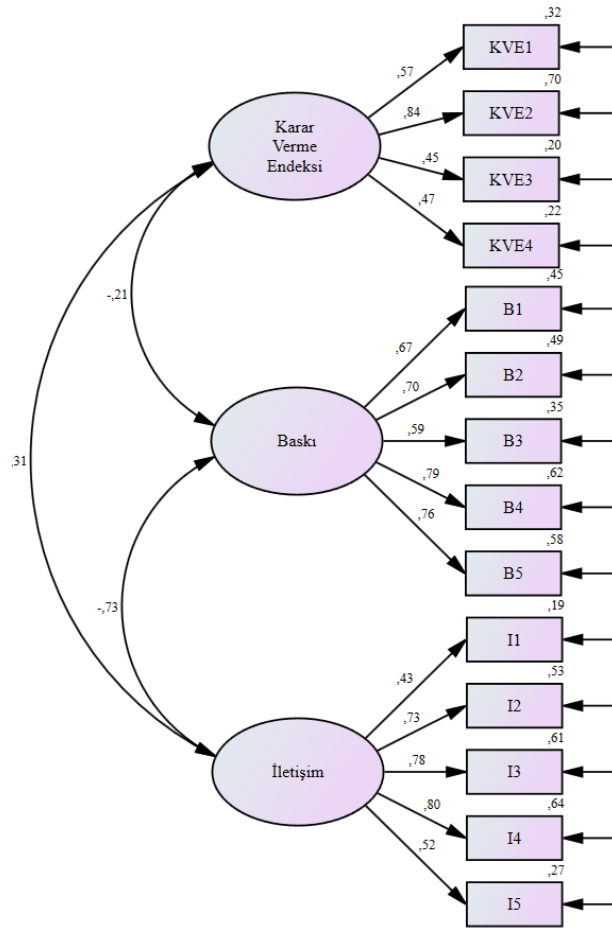 ,32
KVE1
,57
,70
KVE2
,84
Karar
Verme
Endeksi
,20
KVE3
,45
,22
KVE4
,47
-,21
,45
B1
,67
,49
B2
,70
,35
B3
,59
Baskı
,62
B4
,79
,58
B5
,76
,31
-,73
,19
I1
,43
,53
I2
,73
,61
I3
,78
İletişim
,64
I4
,80
,27
I5
,52